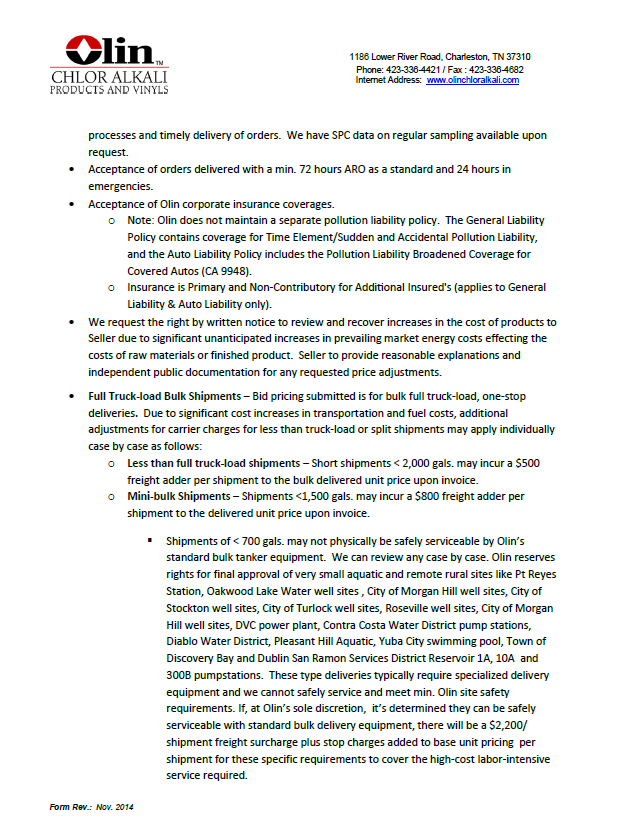 Olin™
CHLOR ALKALI
PRODUCTS AND VINYLS
1186 Lower River Road, Charleston, TN 37310
Phone: 423-336-4421 / Fax : 423-336-4682
Internet Address: www.olinchloralkali.com
processes and timely delivery of orders. We have SPC data on regular sampling available upon
request.
• Acceptance of orders delivered with a min. 72 hours ARO as a standard and 24 hours in
emergencies.
• Acceptance of Olin corporate insurance coverages.
o Note: Olin does not maintain a separate pollution liability policy. The General Liability
Policy contains coverage for Time Element/Sudden and Accidental Pollution Liability,
and the Auto Liability Policy includes the Pollution Liability Broadened Coverage for
Covered Autos (CA 9948).
o Insurance is Primary and Non-Contributory for Additional Insured's (applies to General
Liability & Auto Liability only).
• We request the right by written notice to review and recover increases in the cost of products to
Seller due to significant unanticipated increases in prevailing market energy costs effecting the
costs of raw materials or finished product. Seller to provide reasonable explanations and
independent public documentation for any requested price adjustments.
• Full Truck-load Bulk Shipments – Bid pricing submitted is for bulk full truck-load, one-stop
deliveries. Due to significant cost increases in transportation and fuel costs, additional
adjustments for carrier charges for less than truck-load or split shipments may apply individually
case by case as follows:
o Less than full truck-load shipments – Short shipments < 2,000 gals. may incur a $500
freight adder per shipment to the bulk delivered unit price upon invoice.
o Mini-bulk Shipments – Shipments <1,500 gals. may incur a $800 freight adder per
shipment to the delivered unit price upon invoice.
▪ Shipments of < 700 gals. may not physically be safely serviceable by Olin's
standard bulk tanker equipment. We can review any case by case. Olin reserves
rights for final approval of very small aquatic and remote rural sites like Pt Reyes
Station, Oakwood Lake Water well sites , City of Morgan Hill well sites, City of
Stockton well sites, City of Turlock well sites, Roseville well sites, City of Morgan
Hill well sites, DVC power plant, Contra Costa Water District pump stations,
Diablo Water District, Pleasant Hill Aquatic, Yuba City swimming pool, Town of
Discovery Bay and Dublin San Ramon Services District Reservoir 1A, 10A and
300B pumpstations. These type deliveries typically require specialized delivery
equipment and we cannot safely service and meet min. Olin site safety
requirements. If, at Olin's sole discretion, it's determined they can be safely
serviceable with standard bulk delivery equipment, there will be a $2,200/
shipment freight surcharge plus stop charges added to base unit pricing per
shipment for these specific requirements to cover the high-cost labor-intensive
service required.
Form Rev.: Nov. 2014